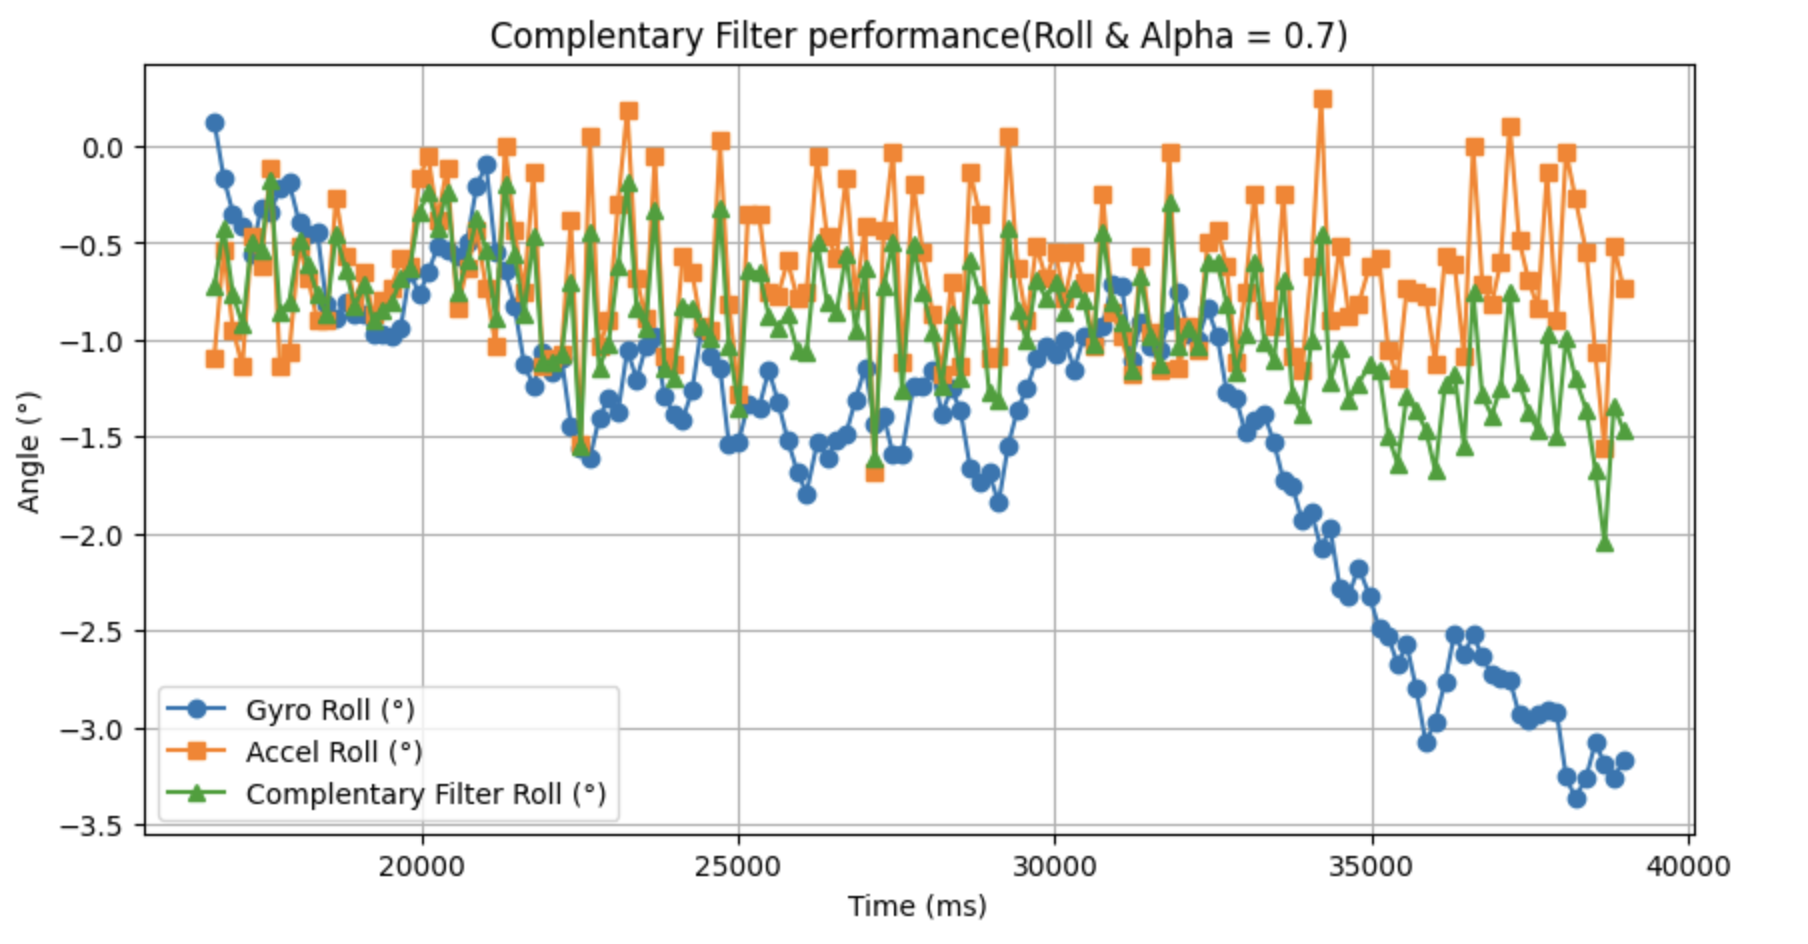 Complentary Filter performance(Roll & Alpha = 0.7)
0.0
−0.5
−1.0
−1.5
−2.0
−2.5
−3.0
−3.5
Angle (°)
Gyro Roll (°)
Accel Roll (°)
Complentary Filter Roll (°)
20000 25000 30000 35000 40000
Time (ms)